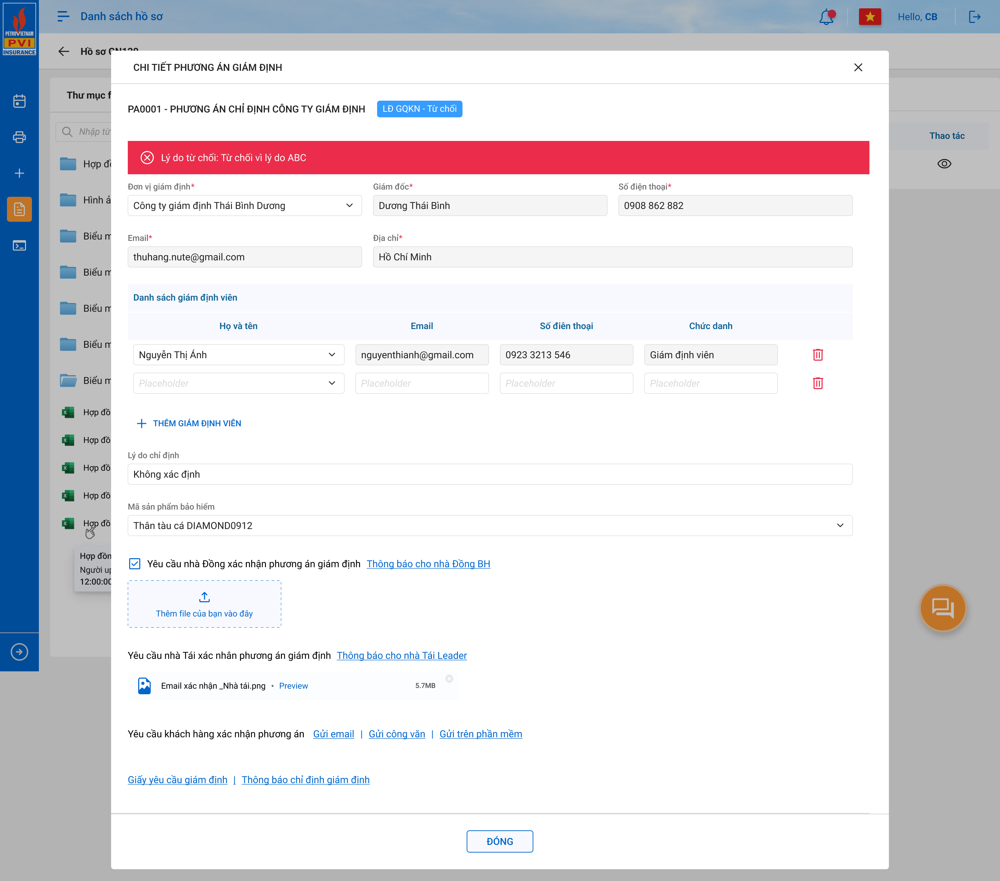 PETROVIETNAM
PVI
INSURANCE
Danh sách hồ sơ
Hello, CB
Hồ sơ CN120
CHI TIẾT PHƯƠNG ÁN GIÁM ĐỊNH
Thư mục f
PA0001 - PHƯƠNG ÁN CHỈ ĐỊNH CÔNG TY GIÁM ĐỊNH
LĐ GQKN - Từ chối
Nhập từ
Thao tác
Lý do từ chối: Từ chối vì lý do ABC
Hợp đồ
Hình ả
Biểu m
Biểu m
Biểu m
Biểu m
Biểu m
Hợp đồ
Hợp đồ
Hợp đồ
Hợp đồ
Hợp đồ
Hợp đồn
Người up
12:00:00
Đơn vị giám định*
Giám đốc*
Số điện thoại*
Công ty giám định Thái Bình Dương
Dương Thái Bình
0908 862 882
Email*
Địa chỉ*
thuhang.nute@gmail.com
Hồ Chí Minh
Danh sách giám định viên
Họ và tên
Email
Số điên thoại
Chức danh
Nguyễn Thị Ánh
nguyenthianh@gmail.com
0923 3213 546
Giám định viên
Placeholder
Placeholder
Placeholder
Placeholder
THÊM GIÁM ĐỊNH VIÊN
Lý do chỉ định
Không xác định
Mã sản phẩm bảo hiểm
Thân tàu cá DIAMOND0912
Yêu cầu nhà Đồng xác nhận phương án giám định Thông báo cho nhà Đồng BH
Thêm file của bạn vào đây
Yêu cầu nhà Tái xác nhân phương án giám định Thông báo cho nhà Tái Leader
Email xác nhận _Nhà tái.png • Preview
5.7MB
Yêu cầu khách hàng xác nhận phương án Gửi email | Gửi công văn | Gửi trên phần mềm
Giấy yêu cầu giám định | Thông báo chỉ định giám định
ĐÓNG